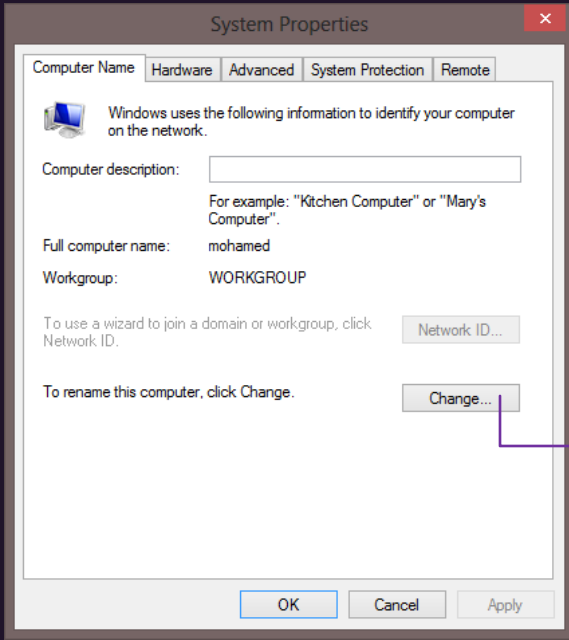 System Properties
Computer Name
Hardware
Advanced
System Protection
Remote
Windows uses the following information to identify your computer
on the network.
Computer description:
For example: "Kitchen Computer" or "Mary's
Computer".
Full computer name: mohamed
Workgroup: WORKGROUP
To use a wizard to join a domain or workgroup, click
Network ID.
Network ID...
To rename this computer, click Change.
Change...
OK
Cancel
Apply